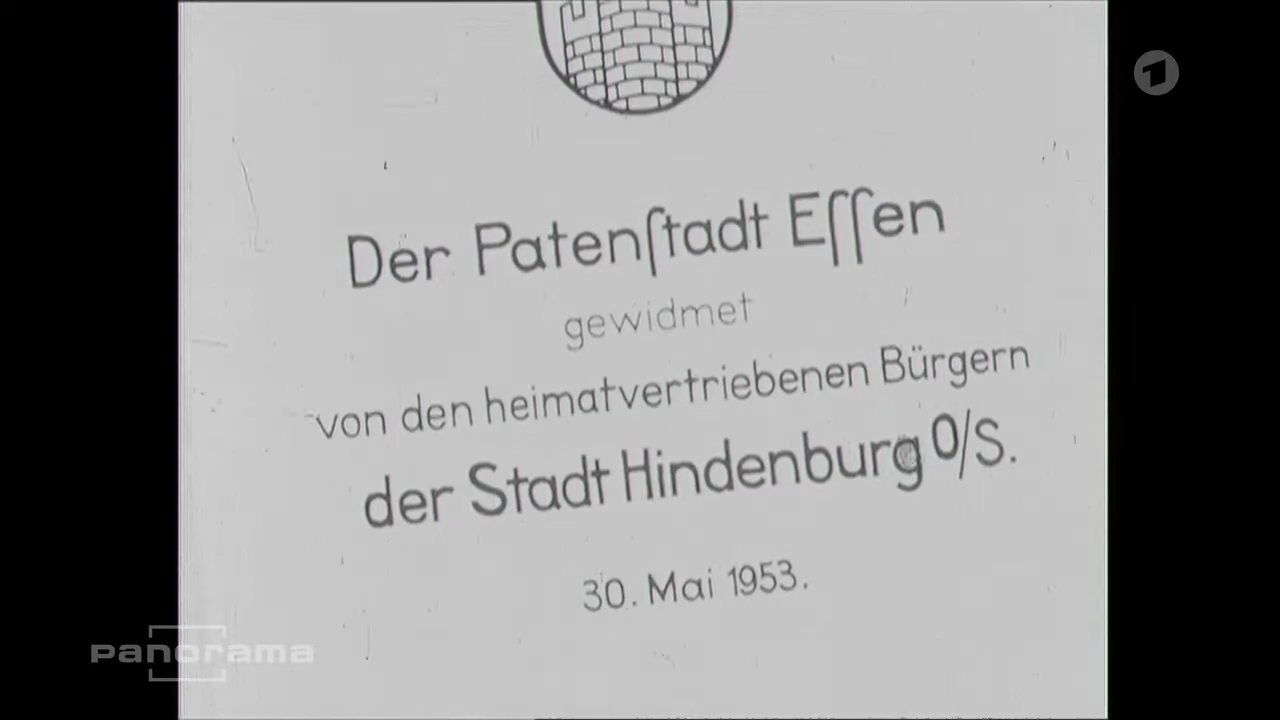 Der Patenſtadt Eſſen
gewidmet
von den heimatvertriebenen Bürgern
der Stadt Hindenburg O/S.
30. Mai 1953.
panorama
1